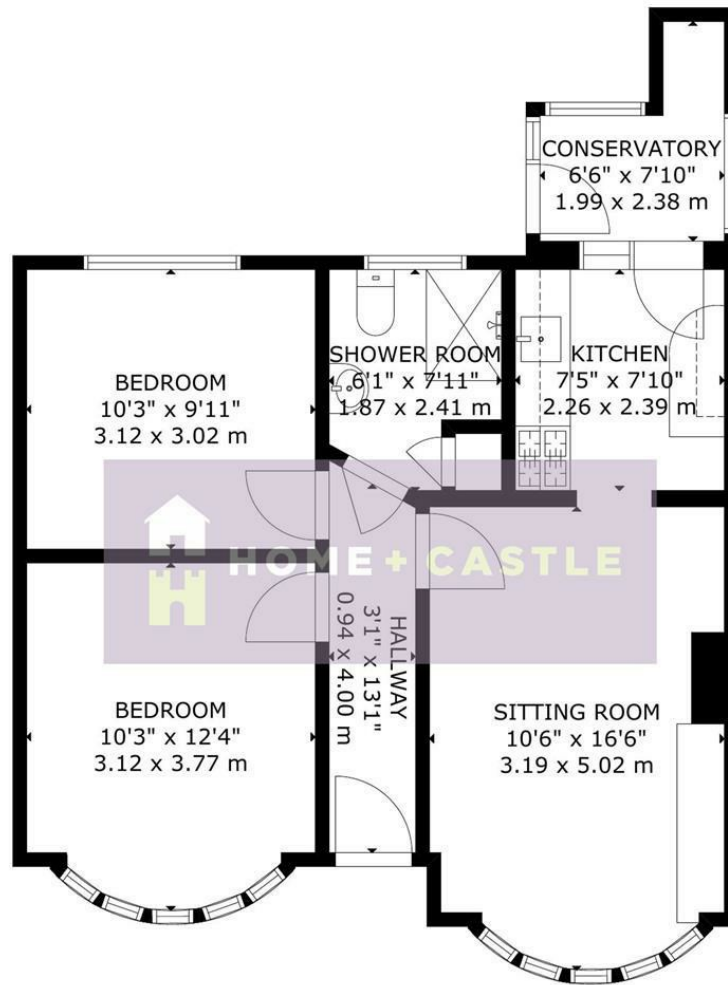 CONSERVATORY
6'6" x 7'10"
1.99 x 2.38 m
BEDROOM
10'3" x 9'11"
3.12 x 3.02 m
SHOWER ROOM
6'1" x 7'11"
1.87 x 2.41 m
KITCHEN
7'5" x 7'10"
2.26 x 2.39 m
HOME + CASTLE
HALLWAY
3'1" x 13'1"
0.94 x 4.00 m
BEDROOM
10'3" x 12'4"
3.12 x 3.77 m
SITTING ROOM
10'6" x 16'6"
3.19 x 5.02 m